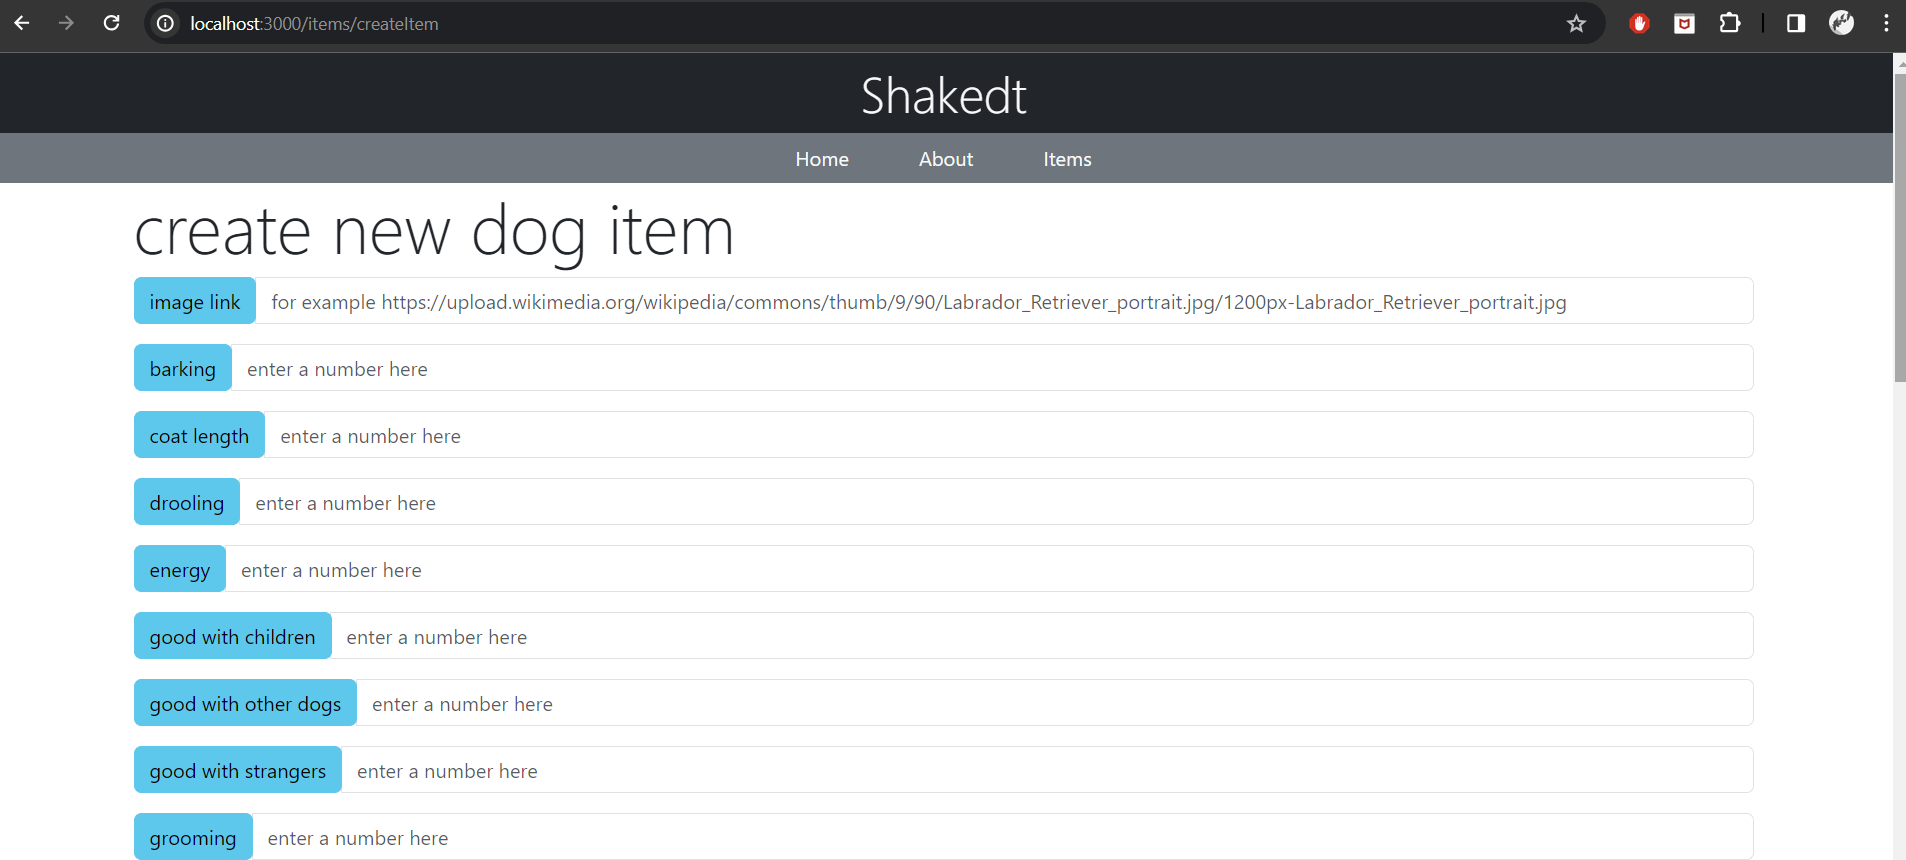 localhost:3000/items/createItem
Shakedt
Home About Items
create new dog item
image link for example https://upload.wikimedia.org/wikipedia/commons/thumb/9/90/Labrador_Retriever_portrait.jpg/1200px-Labrador_Retriever_portrait.jpg
barking enter a number here
coat length enter a number here
drooling enter a number here
energy enter a number here
good with children enter a number here
good with other dogs enter a number here
good with strangers enter a number here
grooming enter a number here